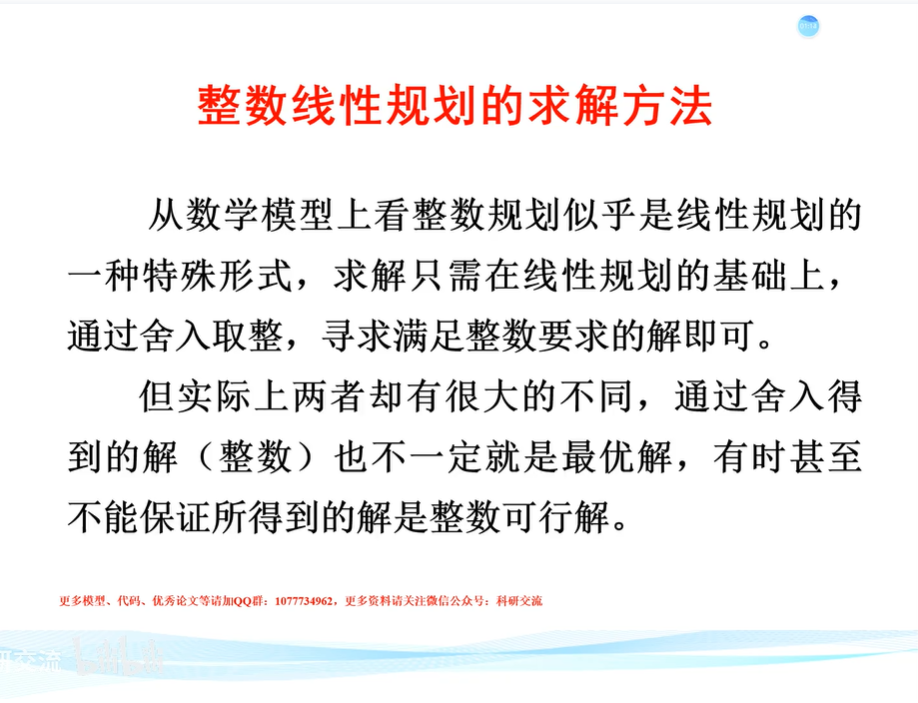 整数线性规划的求解方法
从数学模型上看整数规划似乎是线性规划的
一种特殊形式，求解只需在线性规划的基础上，
通过舍入取整，寻求满足整数要求的解即可。
但实际上两者却有很大的不同，通过舍入得
到的解（整数）也不一定就是最优解，有时甚至
不能保证所得到的解是整数可行解。
更多模型、代码、优秀论文等请加QQ群：1077734962，更多资料请关注微信公众号：科研交流
研交流